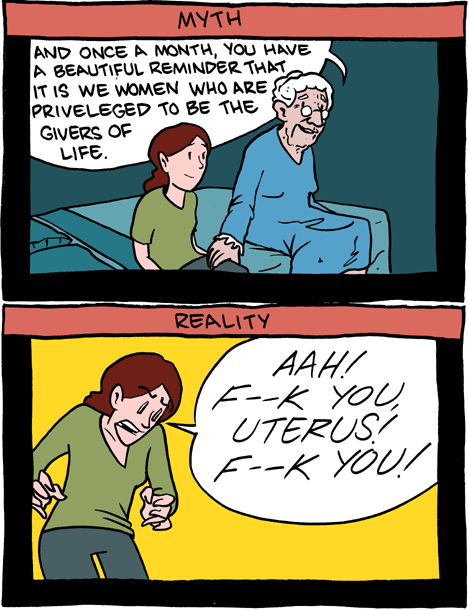 MYTH
AND ONCE A MONTH, YOU HAVE
A BEAUTIFUL REMINDER THAT
IT IS WE WOMEN WHO ARE
PRIVELEGED TO BE THE
GIVERS OF
LIFE.
REALITY
AAH!
F--K YOU,
UTERUS!
F--K YOU!